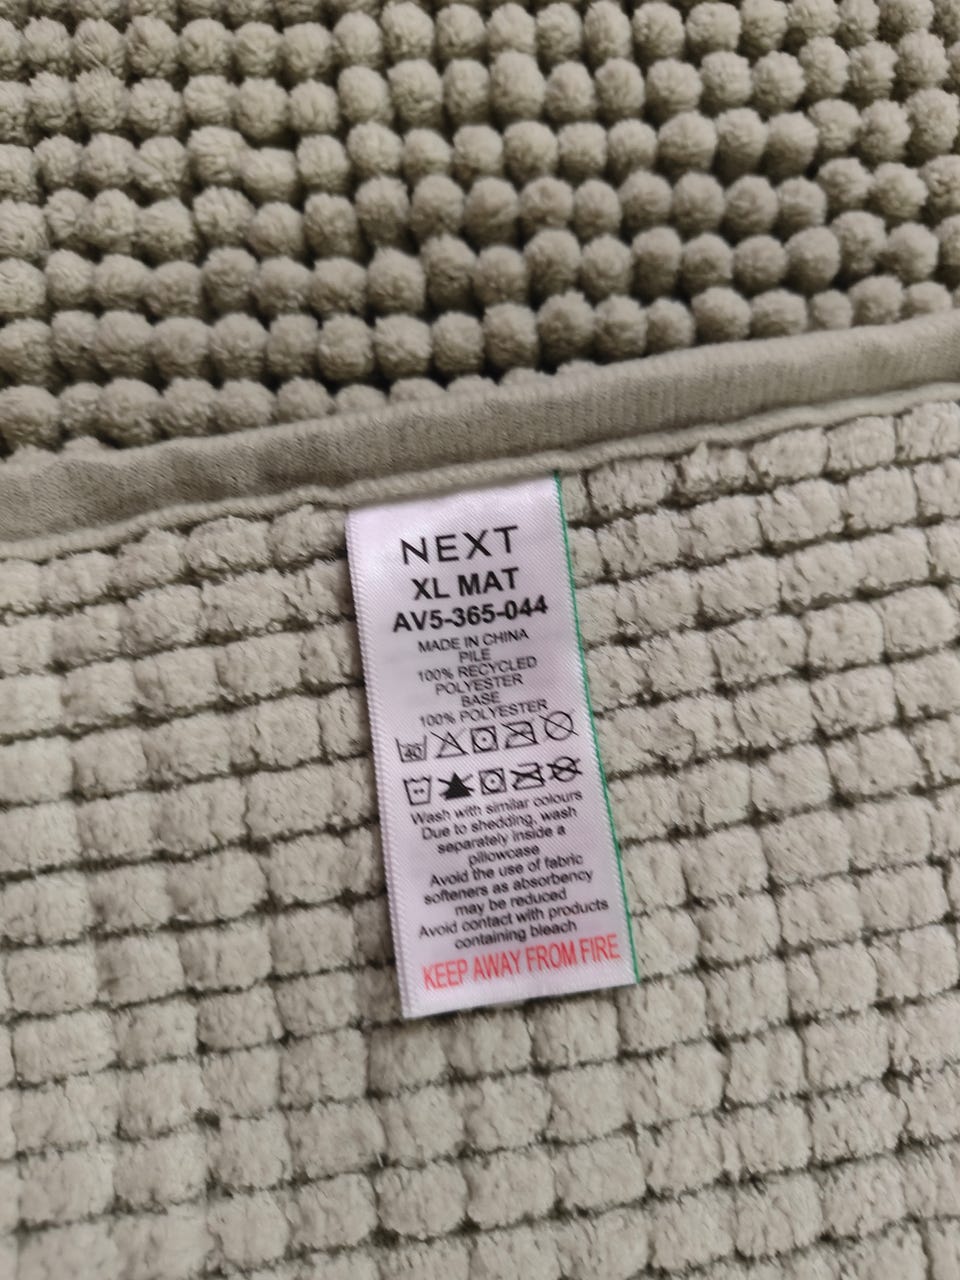 NEXT
XL MAT
AV5-365-044
MADE IN CHINA
PILE
100% RECYCLED
POLYESTER
BASE
100% POLYESTER
40
Wash with similar colours
Due to shedding, wash
separately inside a
pillowcase
Avoid the use of fabric
softeners as absorbency
may be reduced
Avoid contact with products
containing bleach
KEEP AWAY FROM FIRE